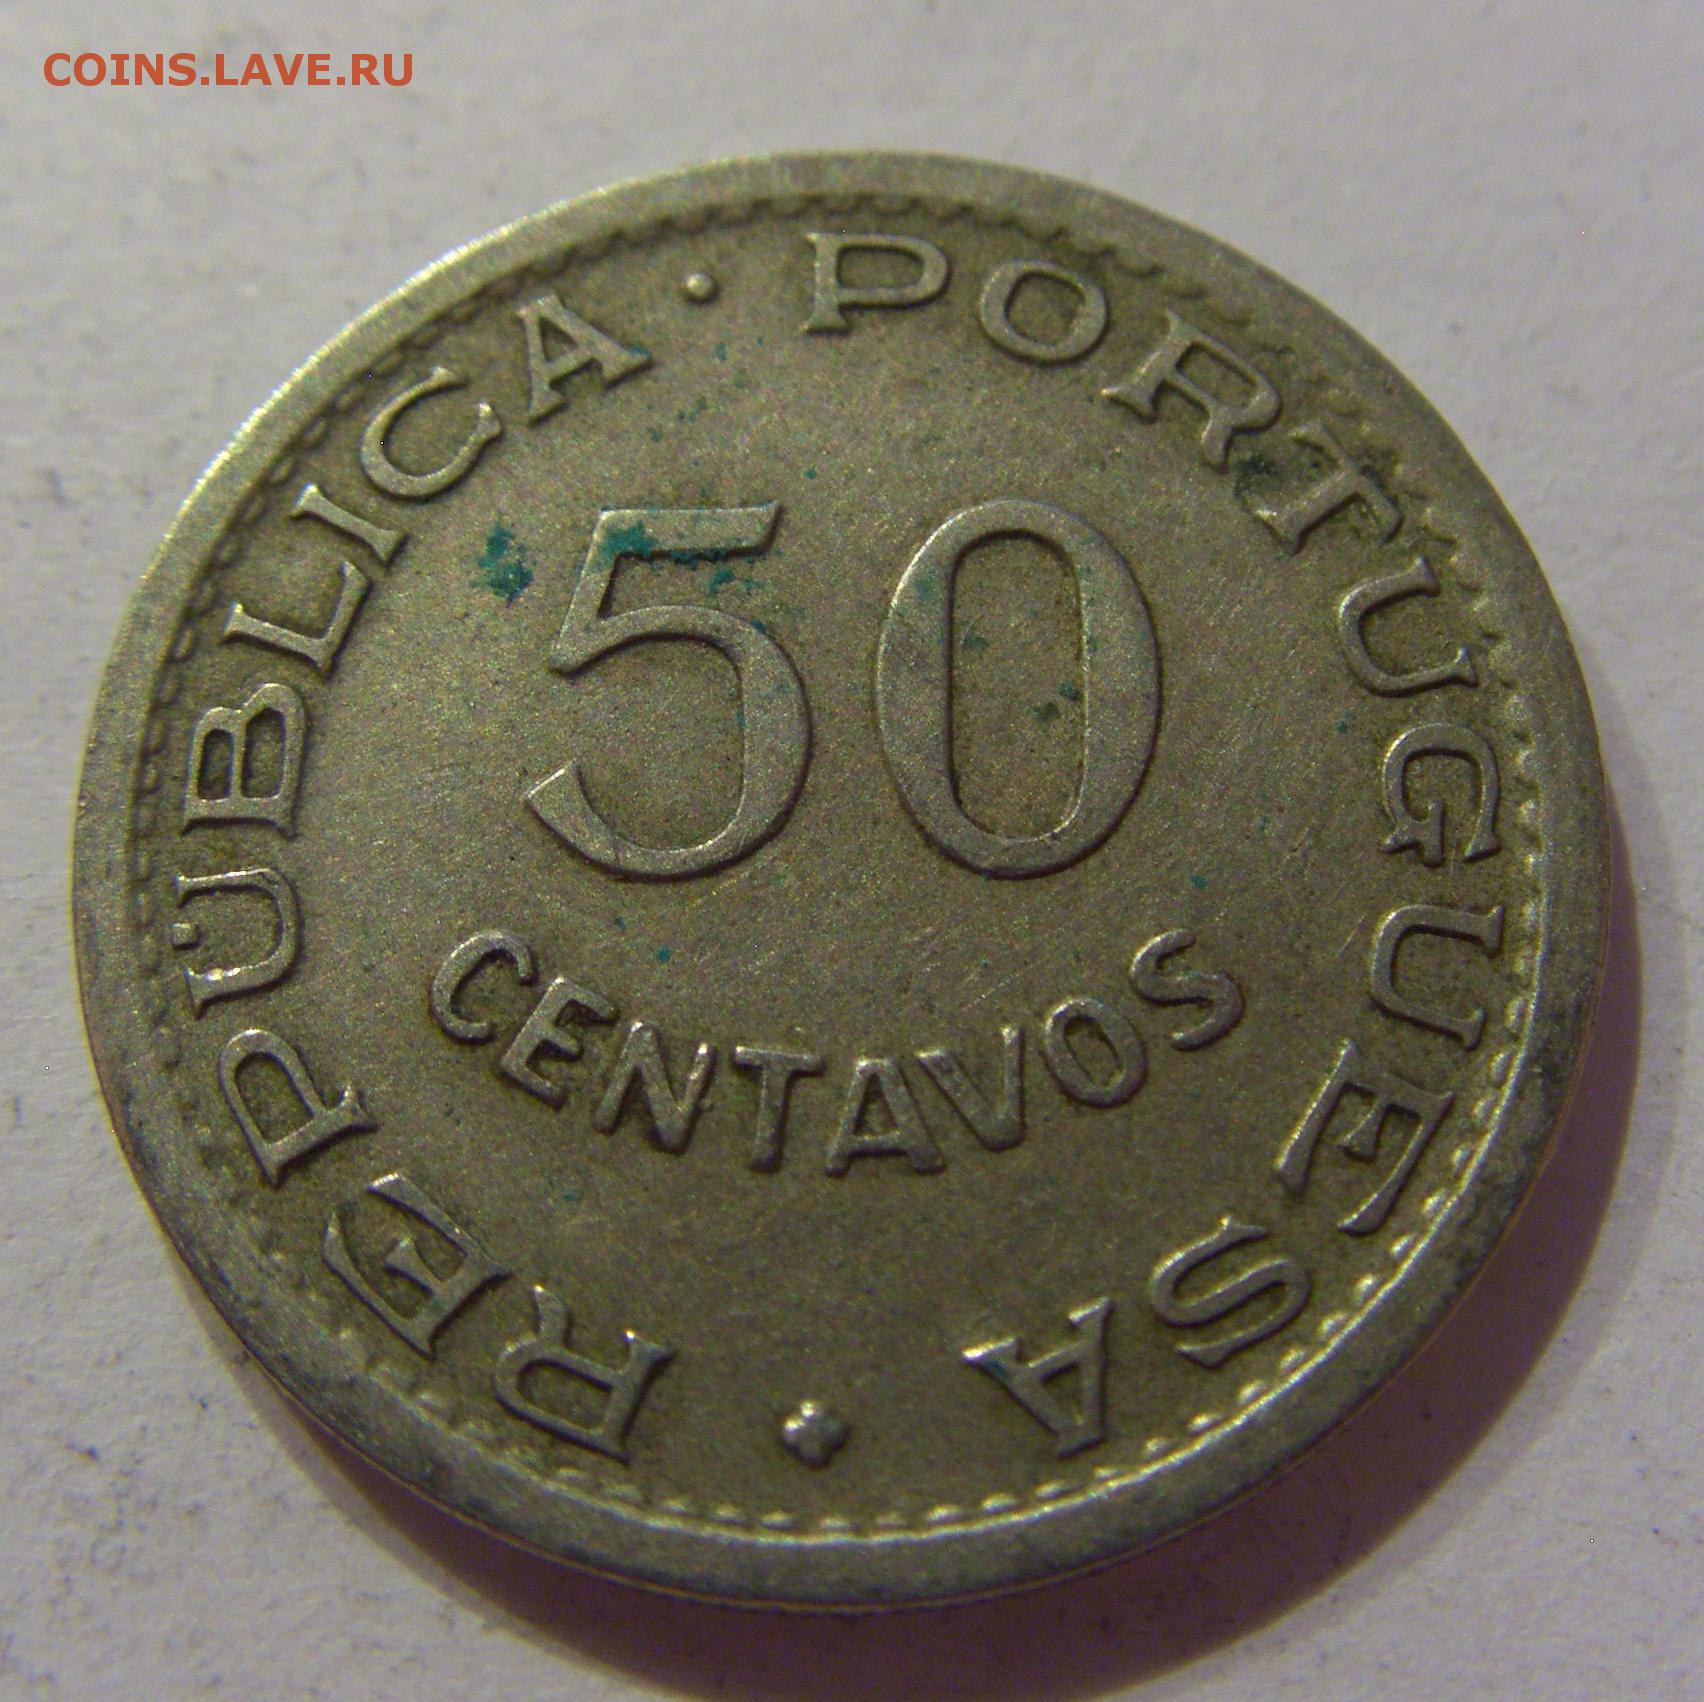 COINS.LAVE.RU
REPÚBLICA · PORTUGUESA
50
CENTAVOS